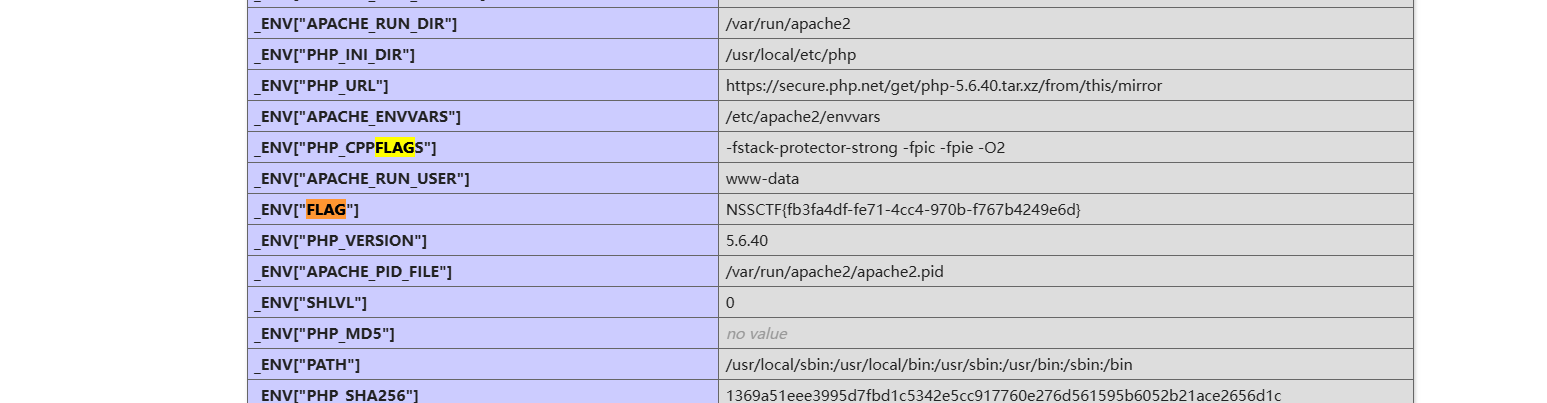 _ENV["APACHE_RUN_DIR"] /var/run/apache2
_ENV["PHP_INI_DIR"] /usr/local/etc/php
_ENV["PHP_URL"] https://secure.php.net/get/php-5.6.40.tar.xz/from/this/mirror
_ENV["APACHE_ENVVARS"] /etc/apache2/envvars
_ENV["PHP_CPPFLAGS"] -fstack-protector-strong -fpic -fpie -O2
_ENV["APACHE_RUN_USER"] www-data
_ENV["FLAG"] NSSCTF{fb3fa4df-fe71-4cc4-970b-f767b4249e6d}
_ENV["PHP_VERSION"] 5.6.40
_ENV["APACHE_PID_FILE"] /var/run/apache2/apache2.pid
_ENV["SHLVL"] 0
_ENV["PHP_MD5"] no value
_ENV["PATH"] /usr/local/sbin:/usr/local/bin:/usr/sbin:/usr/bin:/sbin:/bin
_ENV["PHP_SHA256"] 1369a51eee3995d7fbd1c5342e5cc917760e276d561595b6052b21ace2656d1c